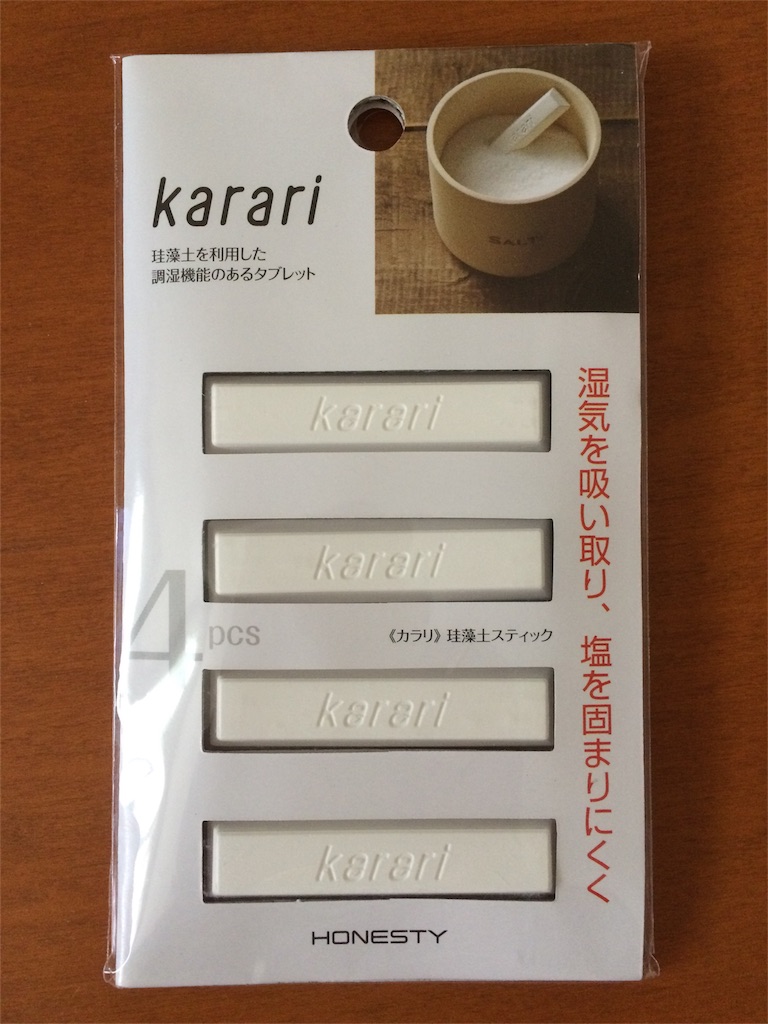 karari
珪藻土を利用した
調湿機能のあるタブレット
SALT
湿気を吸い取り、塩を固まりにくく
karari
karari
4pcs
《カラリ》珪藻土スティック
karari
karari
HONESTY